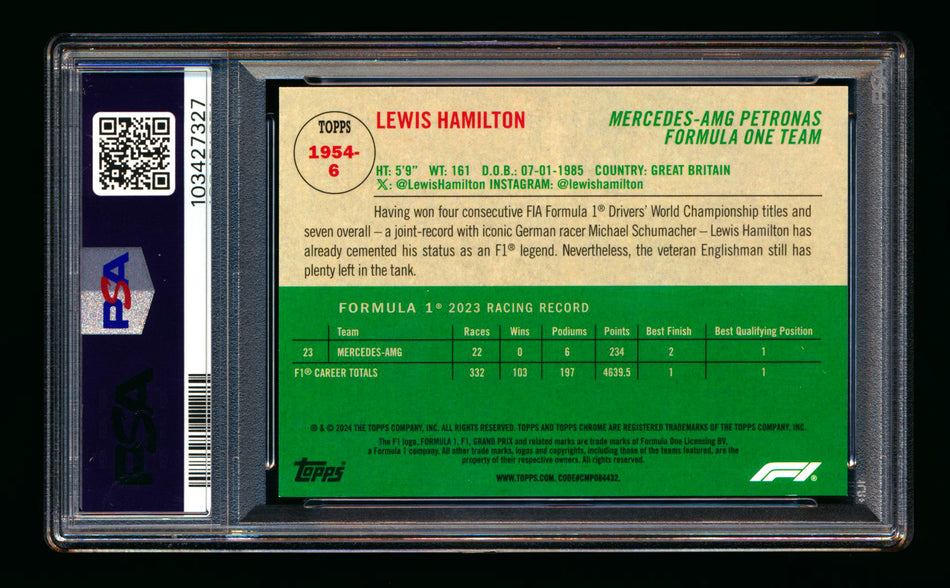 103427327
PSA
PSA
TOPPS
1954-
6
LEWIS HAMILTON
MERCEDES-AMG PETRONAS
FORMULA ONE TEAM
HT: 5'9" WT: 161 D.O.B.: 07-01-1985 COUNTRY: GREAT BRITAIN
𝕏: @LewisHamilton INSTAGRAM: @lewishamilton
Having won four consecutive FIA Formula 1® Drivers' World Championship titles and
seven overall – a joint-record with iconic German racer Michael Schumacher – Lewis Hamilton has
already cemented his status as an F1® legend. Nevertheless, the veteran Englishman still has
plenty left in the tank.
FORMULA 1® 2023 RACING RECORD
Team Races Wins Podiums Points Best Finish Best Qualifying Position
23 MERCEDES-AMG 22 0 6 234 2 1
F1® CAREER TOTALS 332 103 197 4639.5 1 1
® & © 2024 THE TOPPS COMPANY, INC. ALL RIGHTS RESERVED. TOPPS AND TOPPS CHROME ARE REGISTERED TRADEMARKS OF THE TOPPS COMPANY, INC.
The F1 logo, FORMULA 1, F1, GRAND PRIX and related marks are trade marks of Formula One Licensing BV,
a Formula 1 company. All other trade marks, logos and copyrights, including those of the teams featured, are the
property of their respective owners. All rights reserved.
Topps®
WWW.TOPPS.COM. CODE#CMP084432.
F1®